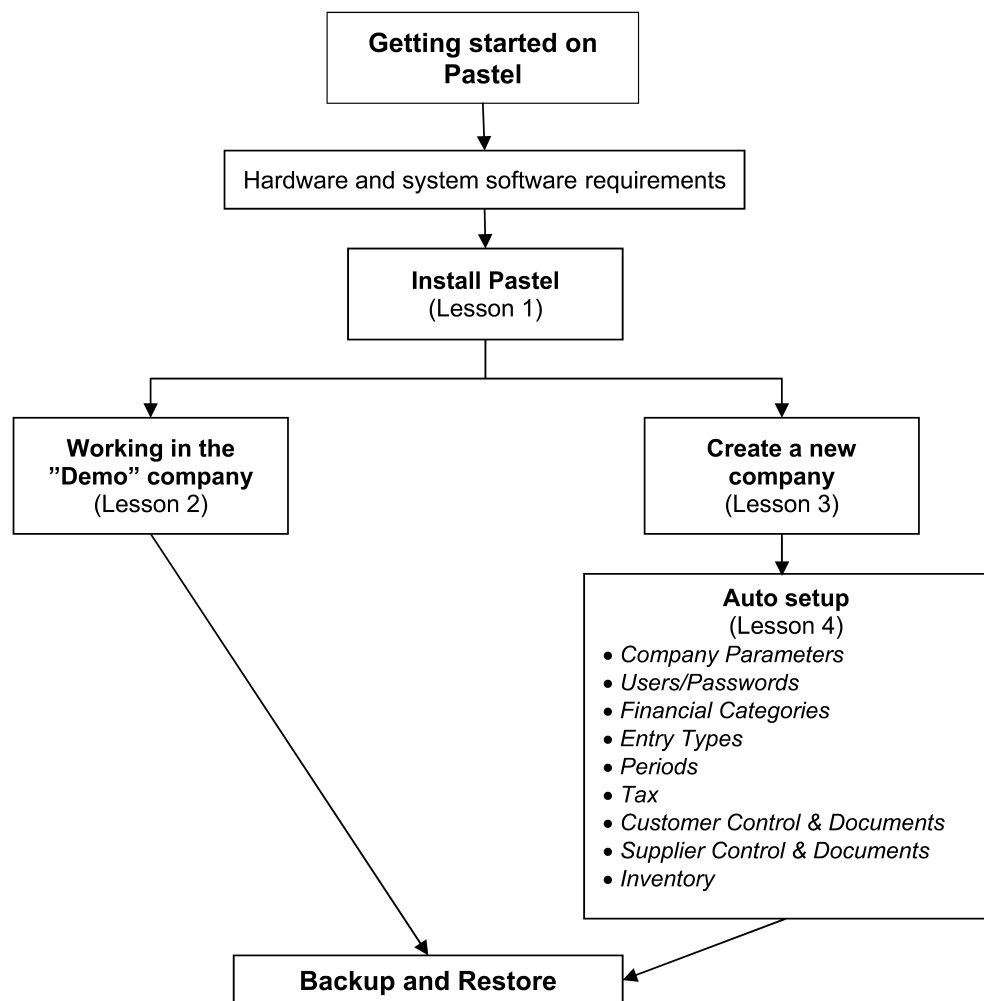 Getting started on
Pastel
Hardware and system software requirements
Install Pastel
(Lesson 1)
Working in the
”Demo” company
(Lesson 2)
Create a new
company
(Lesson 3)
Auto setup
(Lesson 4)
• Company Parameters
• Users/Passwords
• Financial Categories
• Entry Types
• Periods
• Tax
• Customer Control & Documents
• Supplier Control & Documents
• Inventory
Backup and Restore